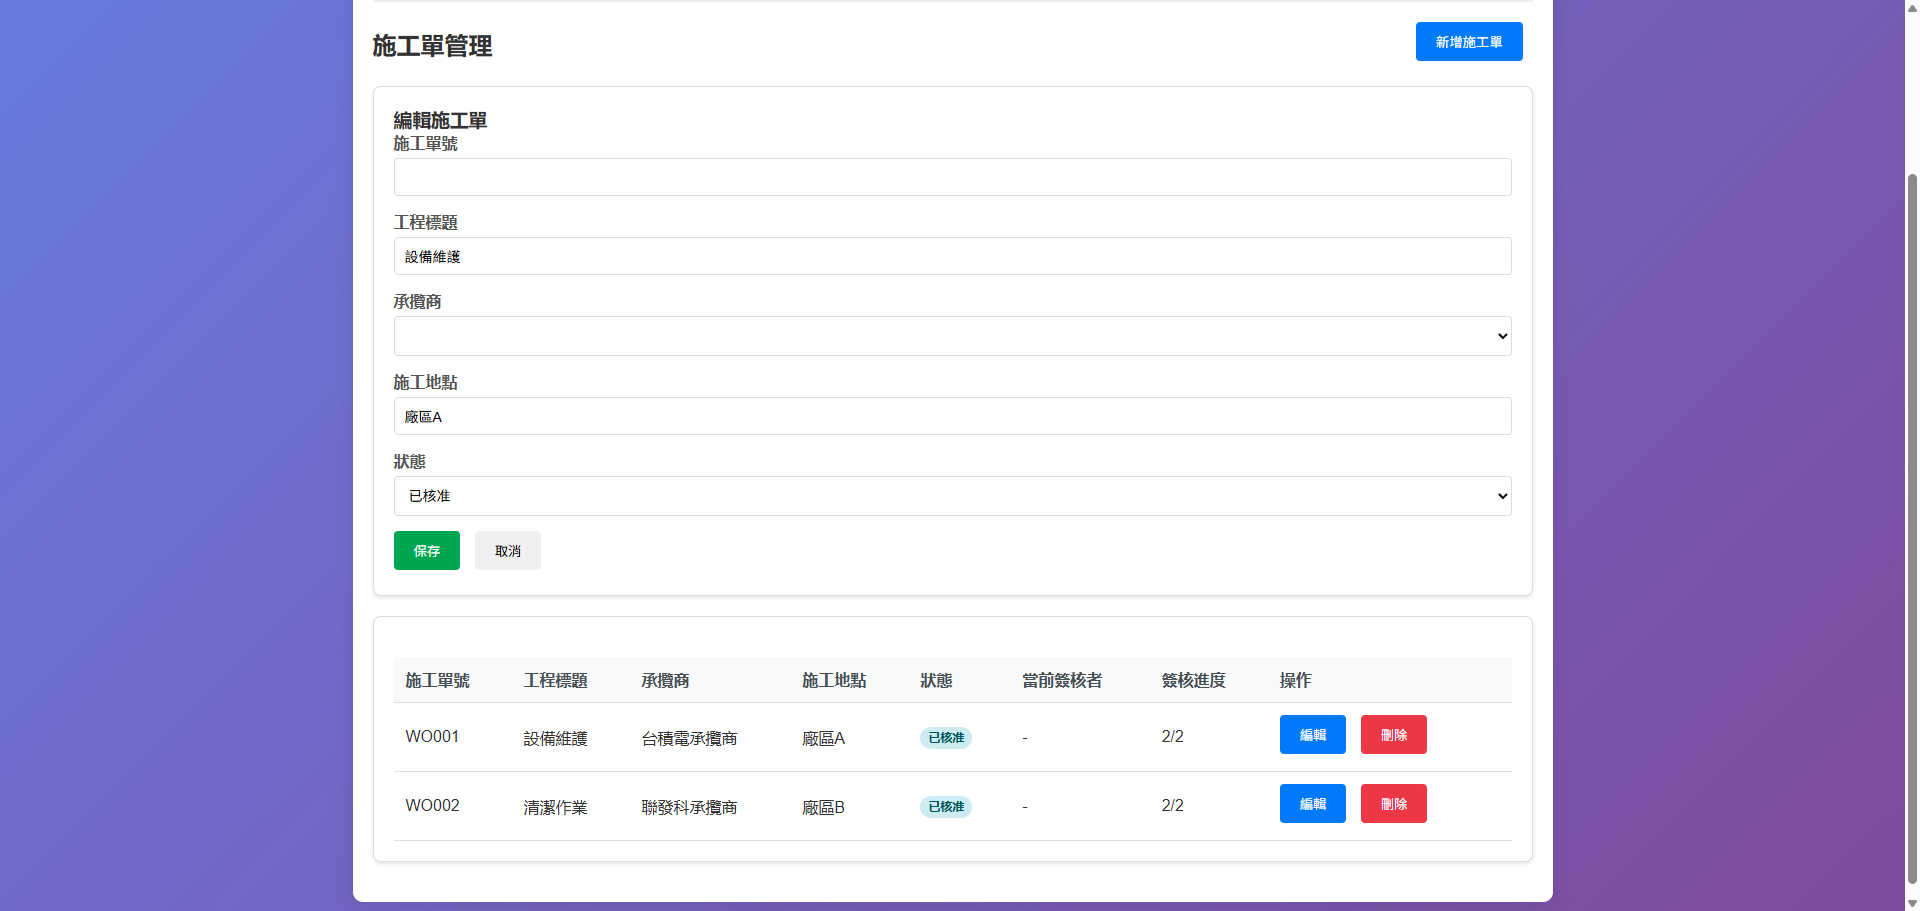 施工單管理
新增施工單
編輯施工單
施工單號
工程標題
設備維護
承攬商
施工地點
廠區A
狀態
已核准
保存 取消
施工單號 工程標題 承攬商 施工地點 狀態 當前簽核者 簽核進度 操作
WO001 設備維護 台積電承攬商 廠區A 已核准 - 2/2 編輯 刪除
WO002 清潔作業 聯發科承攬商 廠區B 已核准 - 2/2 編輯 刪除